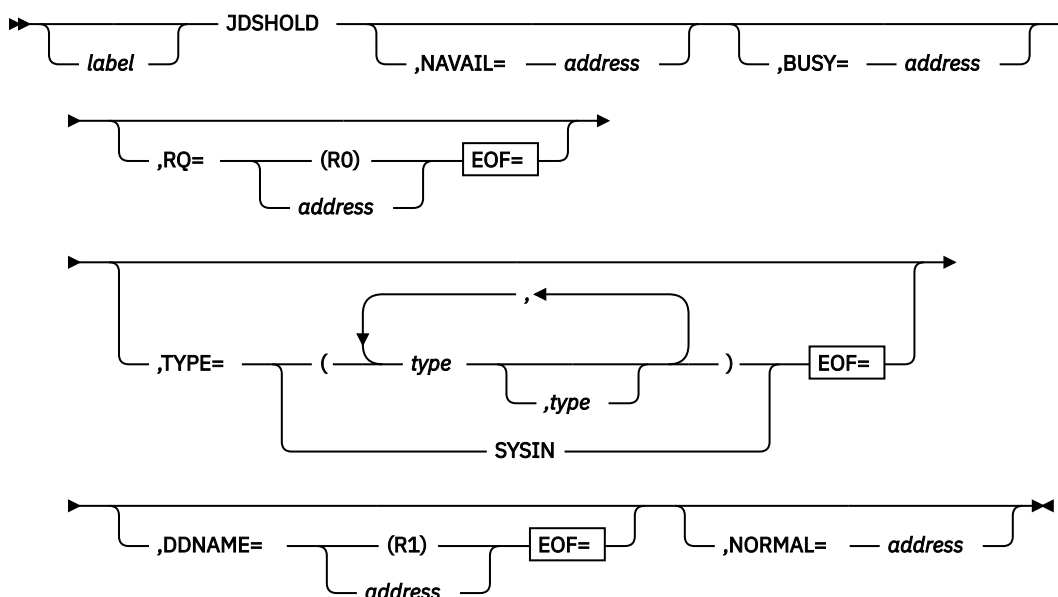 JDSHOLD
label ,NAVAIL= address ,BUSY= address
,RQ= (R0) EOF=
address
,
,TYPE= ( type ) EOF=
,type
SYSIN
,DDNAME= (R1) EOF= ,NORMAL= address
address